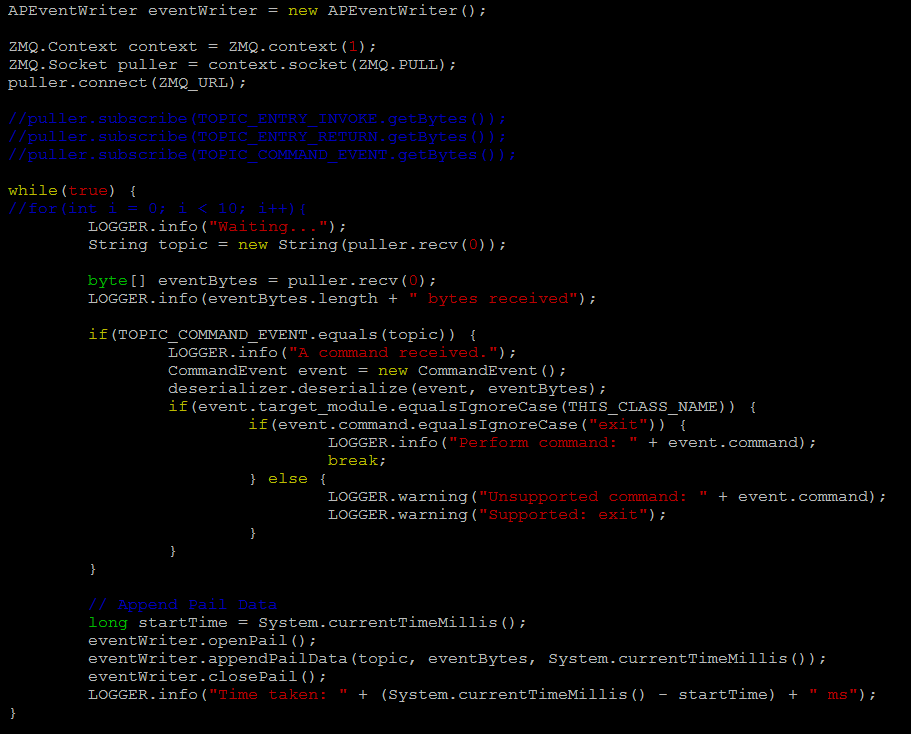 APEventWriter eventWriter = new APEventWriter();

ZMQ.Context context = ZMQ.context(1);
ZMQ.Socket puller = context.socket(ZMQ.PULL);
puller.connect(ZMQ_URL);

//puller.subscribe(TOPIC_ENTRY_INVOKE.getBytes());
//puller.subscribe(TOPIC_ENTRY_RETURN.getBytes());
//puller.subscribe(TOPIC_COMMAND_EVENT.getBytes());

while(true) {
//for(int i = 0; i < 10; i++){
        LOGGER.info("Waiting...");
        String topic = new String(puller.recv(0));

        byte[] eventBytes = puller.recv(0);
        LOGGER.info(eventBytes.length + " bytes received");

        if(TOPIC_COMMAND_EVENT.equals(topic)) {
                LOGGER.info("A command received.");
                CommandEvent event = new CommandEvent();
                deserializer.deserialize(event, eventBytes);
                if(event.target_module.equalsIgnoreCase(THIS_CLASS_NAME)) {
                        if(event.command.equalsIgnoreCase("exit")) {
                                LOGGER.info("Perform command: " + event.command);
                                break;
                        } else {
                                LOGGER.warning("Unsupported command: " + event.command);
                                LOGGER.warning("Supported: exit");
                        }
                }
        }

        // Append Pail Data
        long startTime = System.currentTimeMillis();
        eventWriter.openPail();
        eventWriter.appendPailData(topic, eventBytes, System.currentTimeMillis());
        eventWriter.closePail();
        LOGGER.info("Time taken: " + (System.currentTimeMillis() - startTime) + " ms");
}